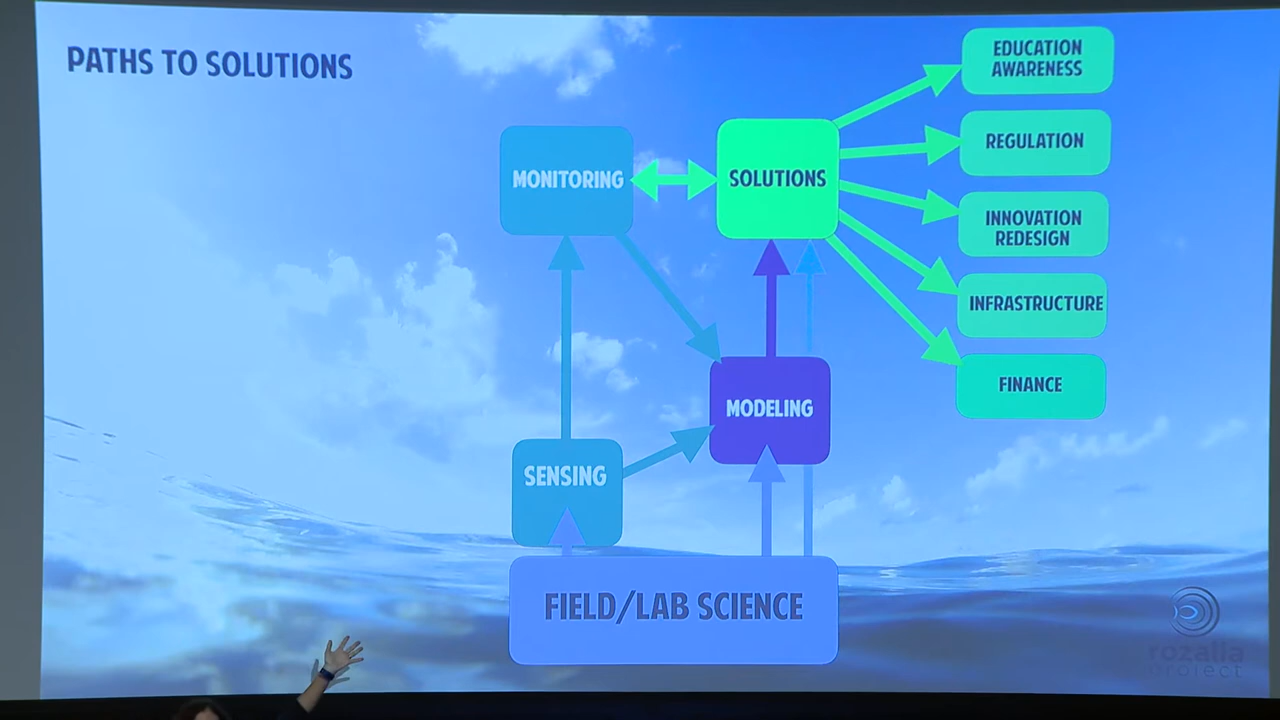 PATHS TO SOLUTIONS
EDUCATION
AWARENESS
REGULATION
MONITORING
SOLUTIONS
INNOVATION
REDESIGN
INFRASTRUCTURE
FINANCE
MODELING
SENSING
FIELD/LAB SCIENCE
rozalia
project